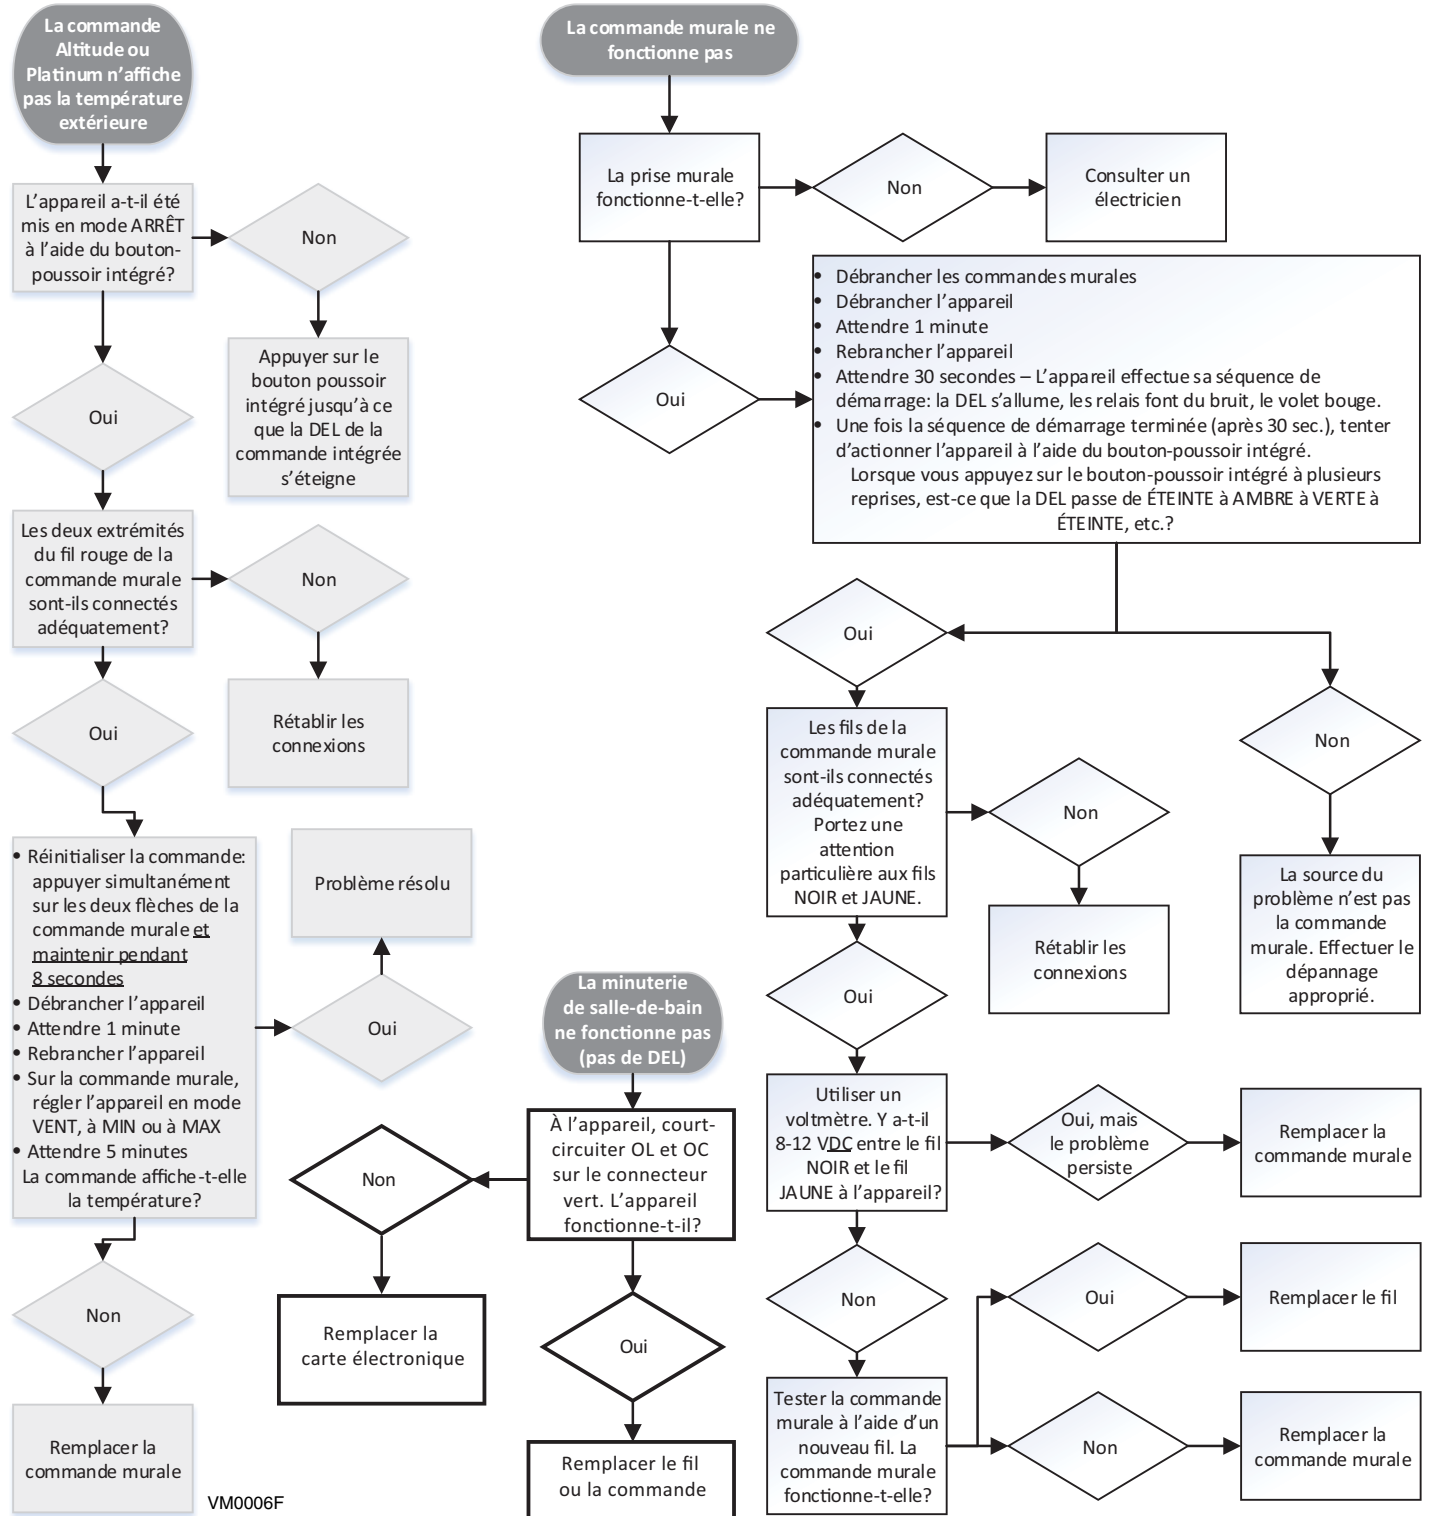 La commande
Altitude ou
Platinum n’affiche
pas la température
extérieure
L’appareil a-t-il été
mis en mode ARRÊT
à l’aide du bouton-
poussoir intégré?
Non
Appuyer sur le
bouton poussoir
intégré jusqu’à ce
que la DEL de la
commande intégrée
s’éteigne
Oui
Les deux extrémités
du fil rouge de la
commande murale
sont-ils connectés
adéquatement?
Non
Rétablir les
connexions
Oui
• Réinitialiser la commande:
appuyer simultanément
sur les deux flèches de la
commande murale et
maintenir pendant
8 secondes
• Débrancher l’appareil
• Attendre 1 minute
• Rebrancher l’appareil
• Sur la commande murale,
régler l’appareil en mode
VENT, à MIN ou à MAX
• Attendre 5 minutes
La commande affiche-t-elle
la température?
Oui
Problème résolu
Non
Remplacer la
commande murale
VM0006F
La minuterie
de salle-de-bain
ne fonctionne pas
(pas de DEL)
À l’appareil, court-
circuiter OL et OC
sur le connecteur
vert. L’appareil
fonctionne-t-il?
Non
Remplacer la
carte électronique
Oui
Remplacer le fil
ou la commande
La commande murale ne
fonctionne pas
La prise murale
fonctionne-t-elle?
Non
Consulter un
électricien
Oui
• Débrancher les commandes murales
• Débrancher l’appareil
• Attendre 1 minute
• Rebrancher l’appareil
• Attendre 30 secondes – L’appareil effectue sa séquence de
démarrage: la DEL s’allume, les relais font du bruit, le volet bouge.
• Une fois la séquence de démarrage terminée (après 30 sec.), tenter
d’actionner l’appareil à l’aide du bouton-poussoir intégré.
Lorsque vous appuyez sur le bouton-poussoir intégré à plusieurs
reprises, est-ce que la DEL passe de ÉTEINTE à AMBRE à VERTE à
ÉTEINTE, etc.?
Oui
Non
La source du
problème n’est pas
la commande
murale. Effectuer le
dépannage
approprié.
Les fils de la
commande murale
sont-ils connectés
adéquatement?
Portez une
attention
particulière aux fils
NOIR et JAUNE.
Non
Rétablir les
connexions
Oui
Utiliser un
voltmètre. Y a-t-il
8-12 VDC entre le fil
NOIR et le fil
JAUNE à l’appareil?
Oui, mais
le problème
persiste
Remplacer la
commande murale
Non
Tester la commande
murale à l’aide d’un
nouveau fil. La
commande murale
fonctionne-t-elle?
Oui
Remplacer le fil
Non
Remplacer la
commande murale